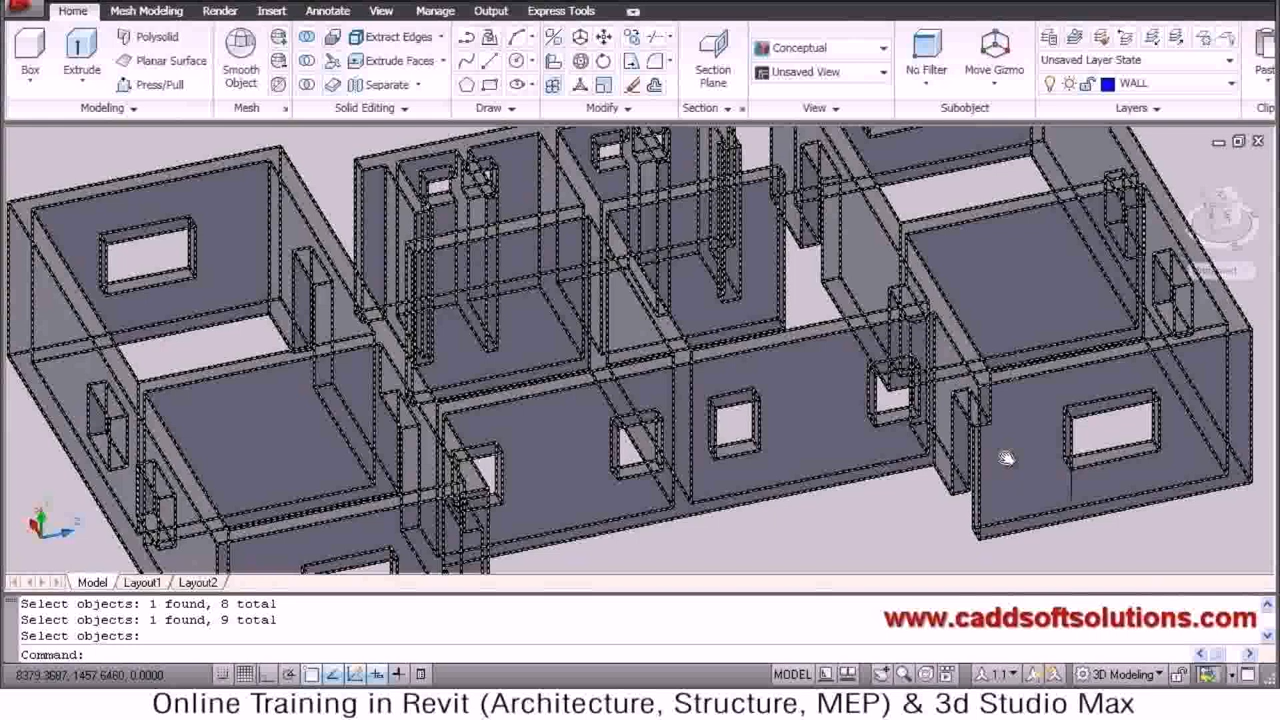 Home Mesh Modeling Render Insert Annotate View Manage Output Express Tools
Polysolid Extract Edges Conceptual
Planar Surface Extrude Faces Unsaved Layer State
Box Extrude Press/Pull Smooth Object Separate Section Plane Unsaved View No Filter Move Gizmo WALL
Modeling Mesh Solid Editing Draw Modify Section View Subobject Layers
Model Layout1 Layout2
Select objects: 1 found, 8 total
Select objects: 1 found, 9 total
Select objects:
Command:
www.caddsoftsolutions.com
8379.3687, 1457.6460, 0.0000 MODEL 1:1 3D Modeling
Online Training in Revit (Architecture, Structure, MEP) & 3d Studio Max